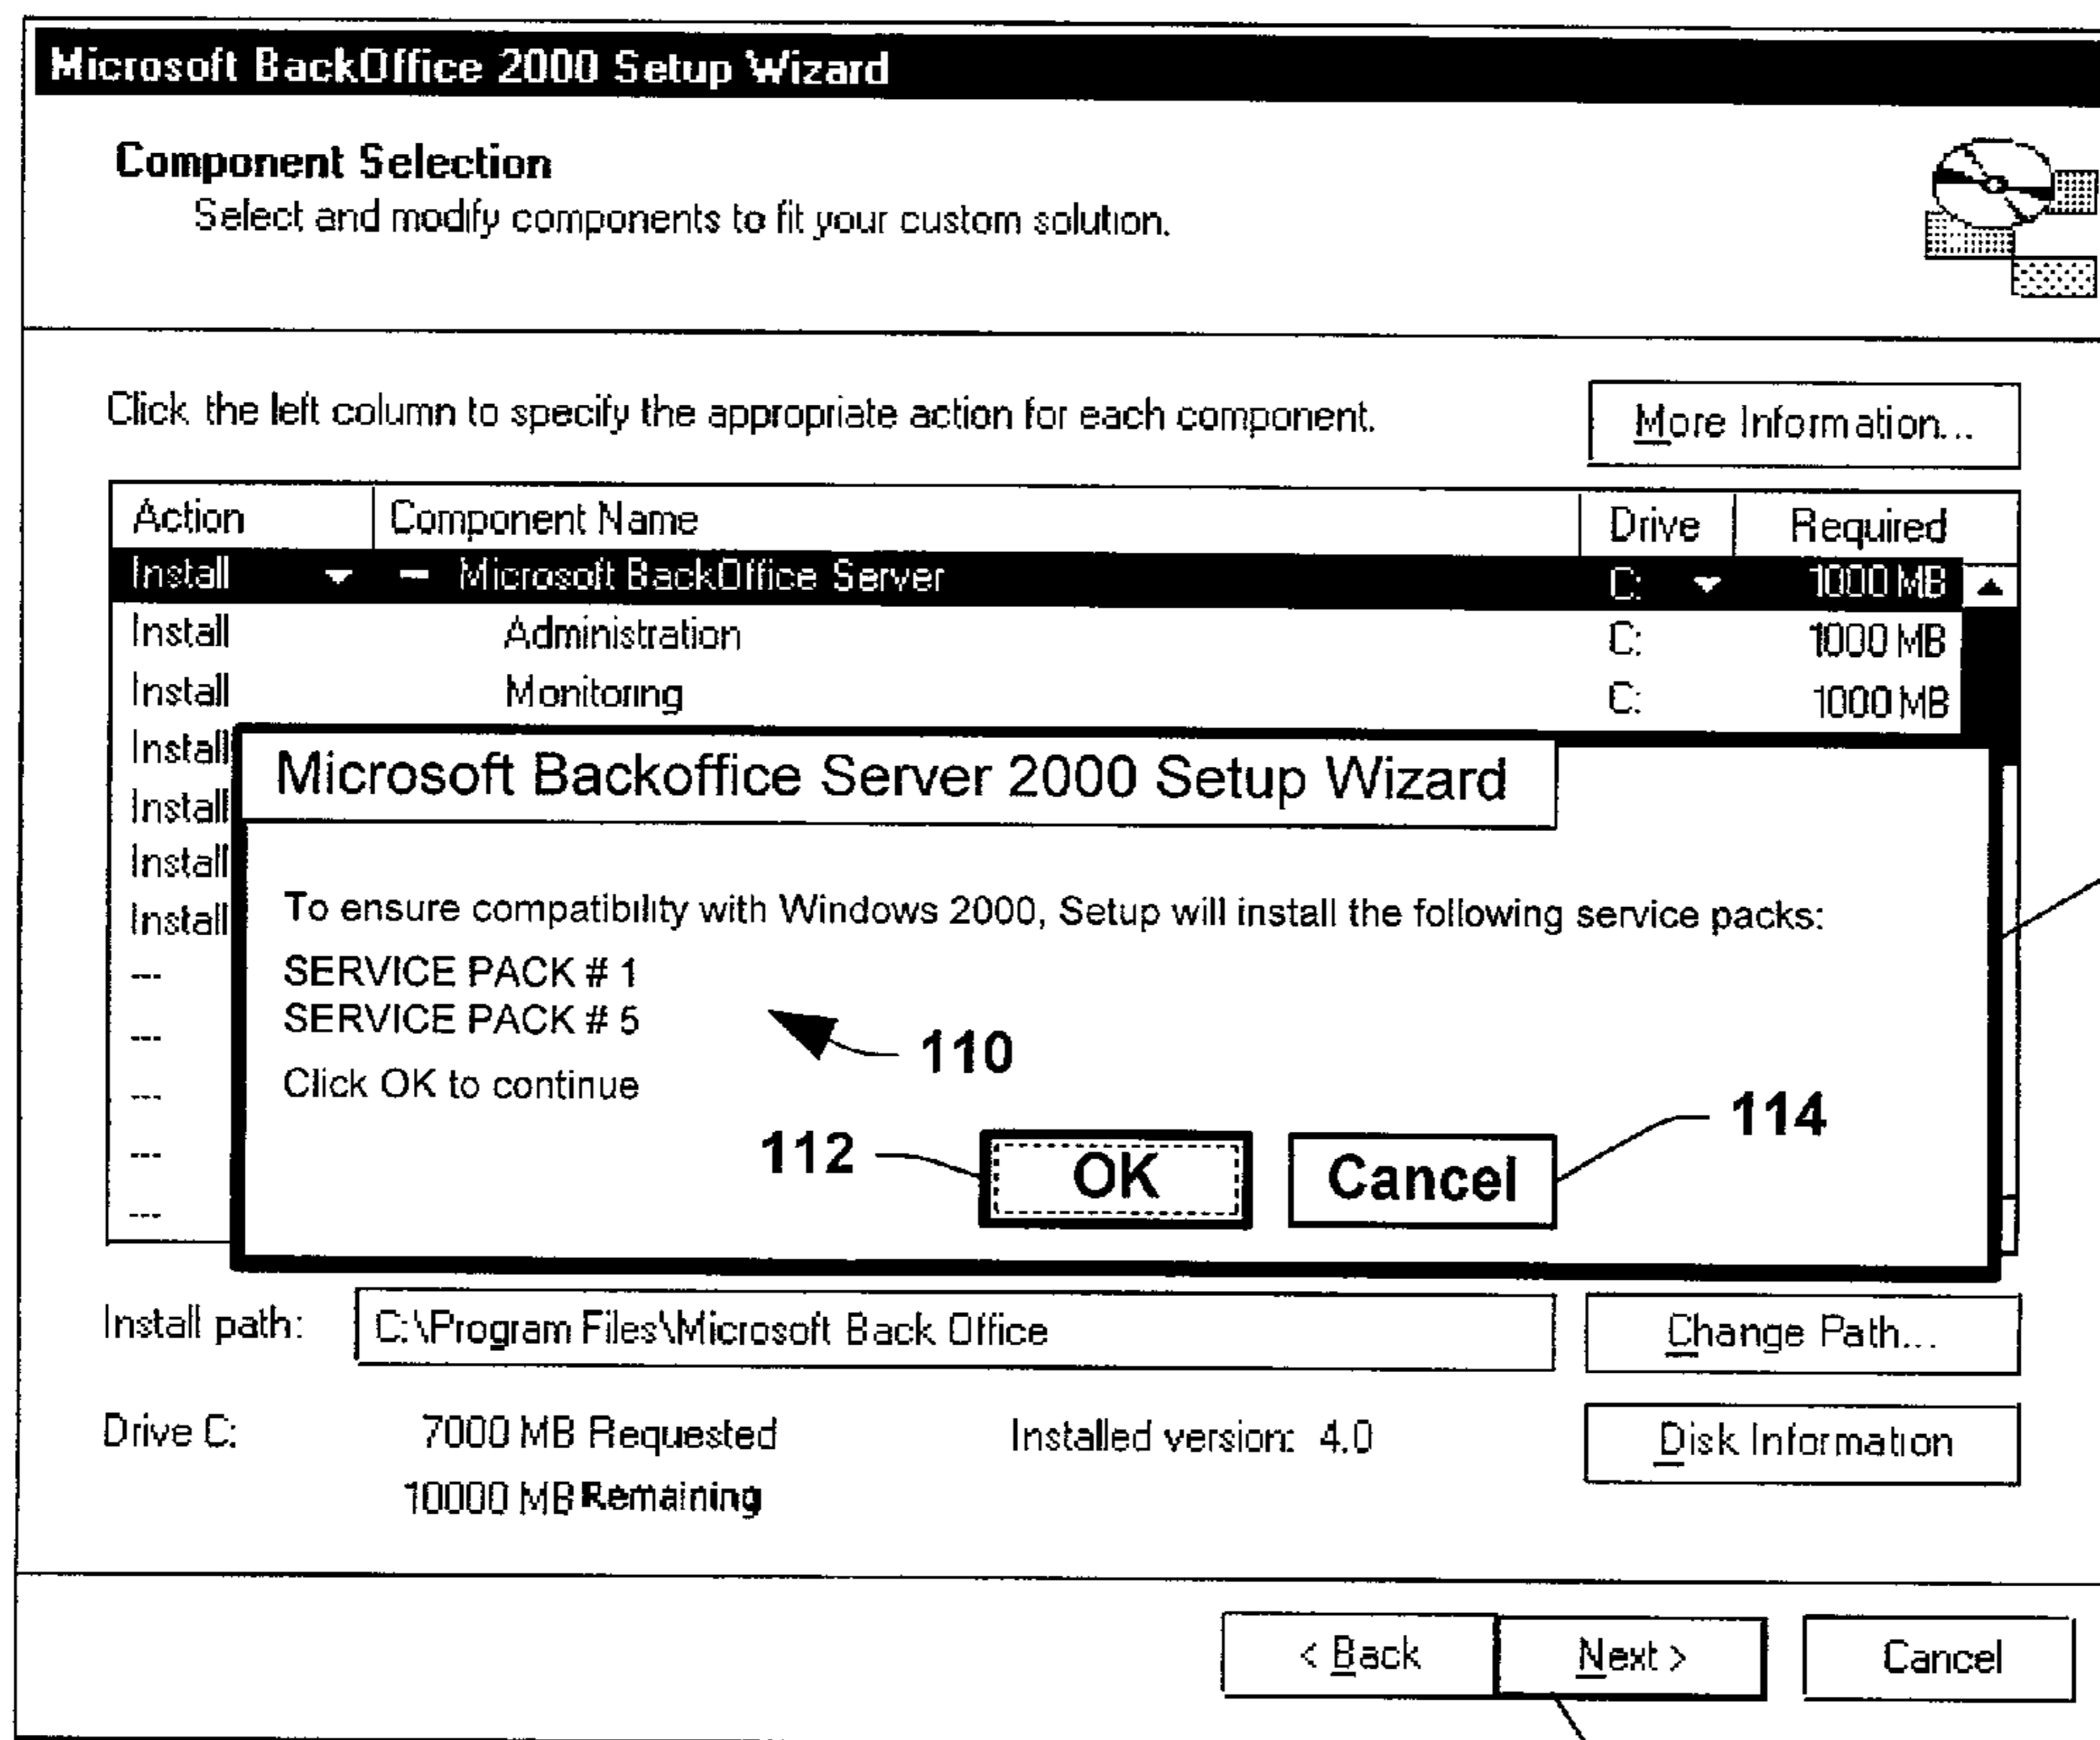 Microsoft BackOffice 2000 Setup Wizard
Component Selection
Select and modify components to fit your custom solution.
Click the left column to specify the appropriate action for each component.
More Information...
Action Component Name Drive Required
Install Microsoft BackOffice Server C: 1000 MB
Install Administration C: 1000 MB
Install Monitoring C: 1000 MB
Install
Install
Install
Install
---
---
---
---
---
Microsoft Backoffice Server 2000 Setup Wizard
To ensure compatibility with Windows 2000, Setup will install the following service packs:
SERVICE PACK # 1
SERVICE PACK # 5
110
Click OK to continue
112 OK Cancel 114
Install path: C:\Program Files\Microsoft Back Office Change Path...
Drive C: 7000 MB Requested Installed version: 4.0 Disk Information
10000 MB Remaining
< Back Next > Cancel